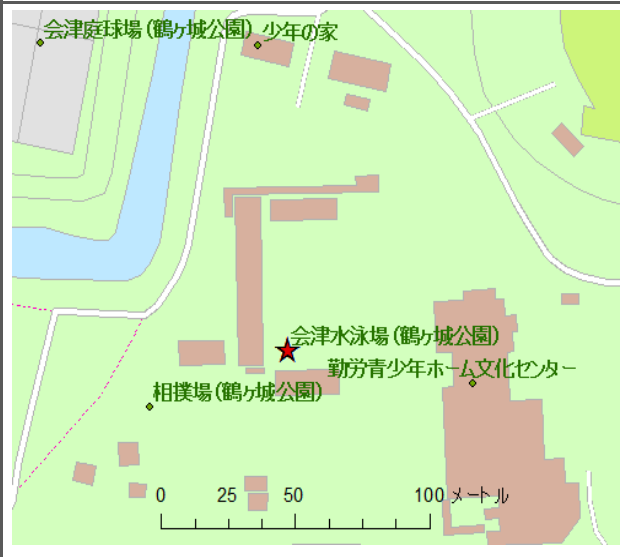 会津庭球場(鶴ヶ城公園) 少年の家
会津水泳場(鶴ヶ城公園)
勤労青少年ホーム文化センター
相撲場(鶴ヶ城公園)
0 25 50 100 メートル